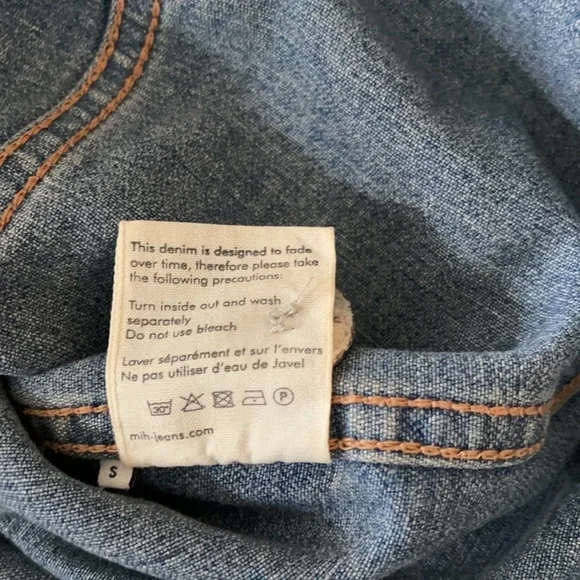 This denim is designed to fade
over time, therefore please take
the following precautions:
Turn inside out and wash
separately
Do not use bleach
Laver séparément et sur l'envers
Ne pas utiliser d'eau de Javel
30°
P
mih-jeans.com
S